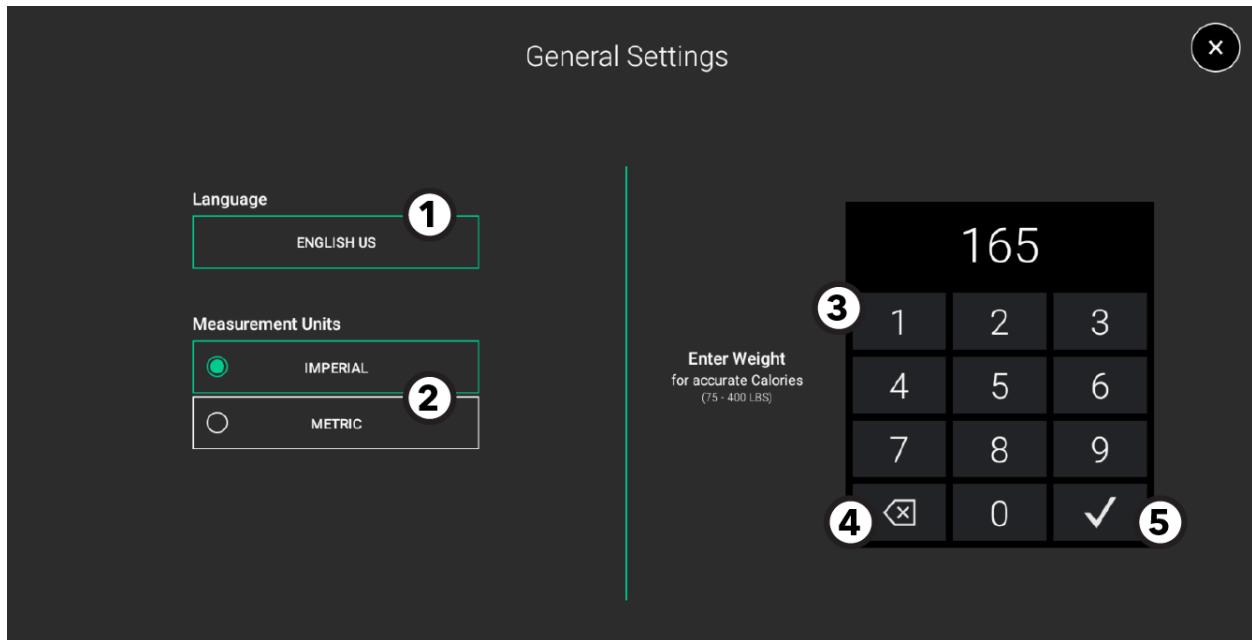 General Settings
Language
1
ENGLISH US
Measurement Units
IMPERIAL
2
METRIC
Enter Weight
for accurate Calories
(75 - 400 LBS)
165
3
1 2 3
4 5 6
7 8 9
4
0
5